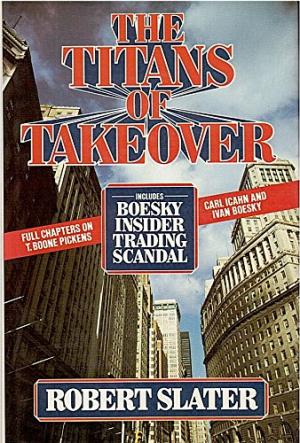 THE
TITANS
OF
TAKEOVER
INCLUDES
BOESKY
INSIDER
TRADING
SCANDAL
FULL CHAPTERS ON
T. BOONE PICKENS
CARL ICAHN AND
IVAN BOESKY
ROBERT SLATER